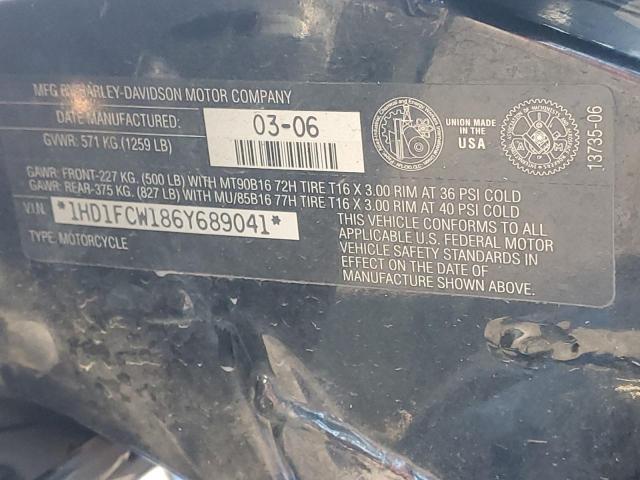 MFG BY HARLEY-DAVIDSON MOTOR COMPANY
DATE MANUFACTURED: 03-06
GVWR: 571 KG (1259 LB)
GAWR: FRONT-227 KG. (500 LB) WITH MT90B16 72H TIRE T16 X 3.00 RIM AT 36 PSI COLD
GAWR: REAR-375 KG. (827 LB) WITH MU/85B16 77H TIRE T16 X 3.00 RIM AT 40 PSI COLD
V.I.N. *1HD1FCW186Y689041*
TYPE: MOTORCYCLE
THIS VEHICLE CONFORMS TO ALL
APPLICABLE U.S. FEDERAL MOTOR
VEHICLE SAFETY STANDARDS IN
EFFECT ON THE DATE OF
MANUFACTURE SHOWN ABOVE.
UNION MADE
IN THE
USA
13735-06